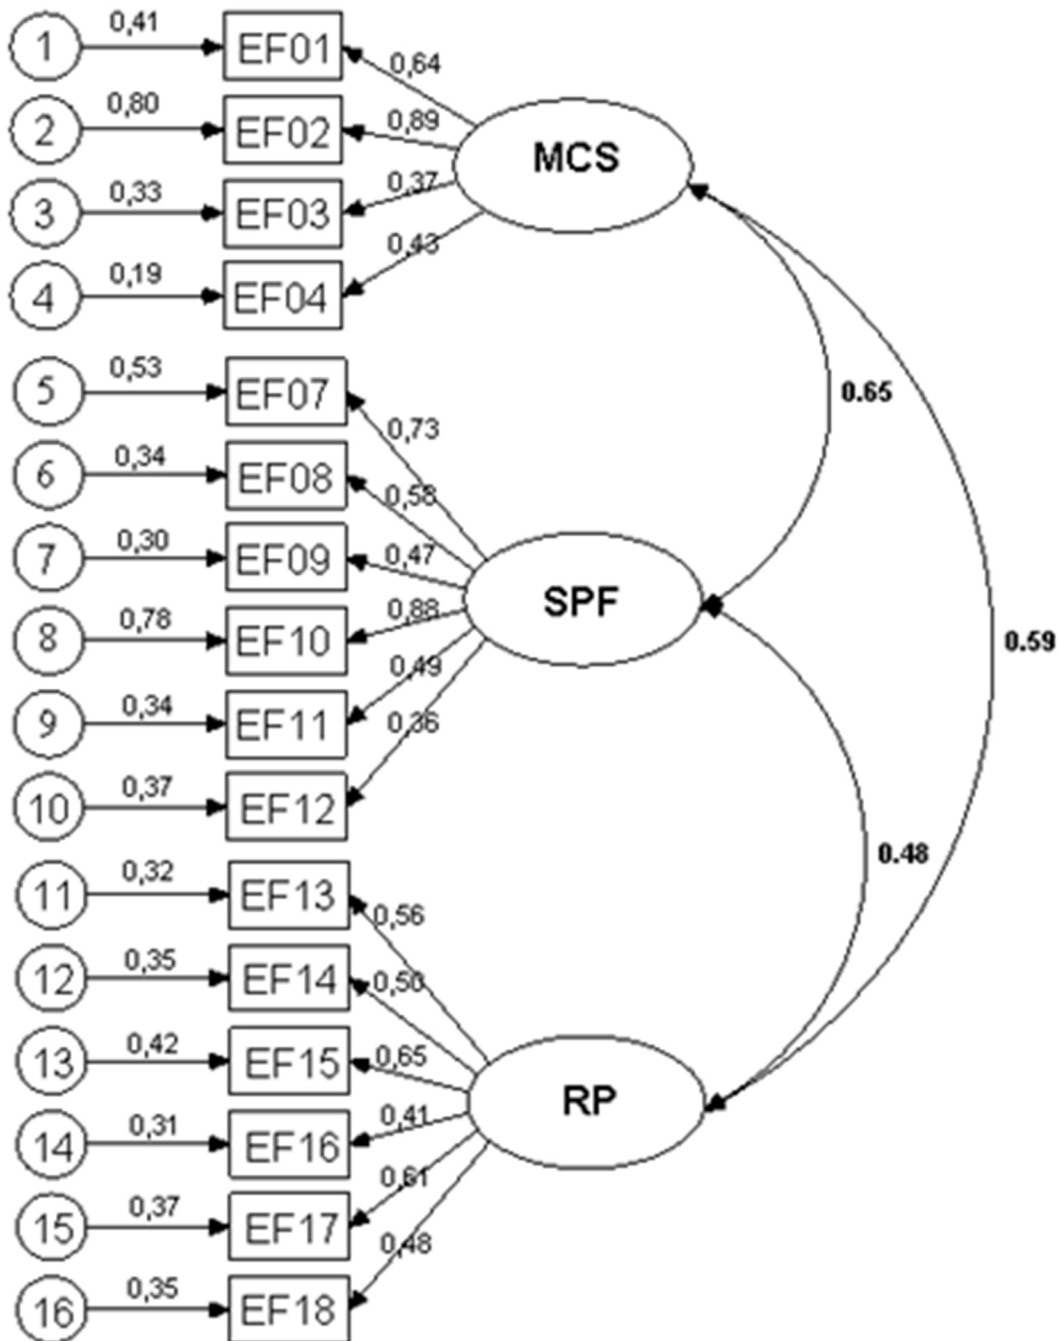 1 0,41 EF01 0,64
2 0,80 EF02 0,89
MCS
3 0,33 EF03 0,37
4 0,19 EF04 0,43
5 0,53 EF07 0,73
0.65
6 0,34 EF08 0,58
7 0,30 EF09 0,47
SPF
8 0,78 EF10 0,88
0.59
9 0,34 EF11 0,49
10 0,37 EF12 0,36
0.48
11 0,32 EF13 0,56
12 0,35 EF14 0,50
13 0,42 EF15 0,65
RP
14 0,31 EF16 0,41
15 0,37 EF17 0,61
16 0,35 EF18 0,48